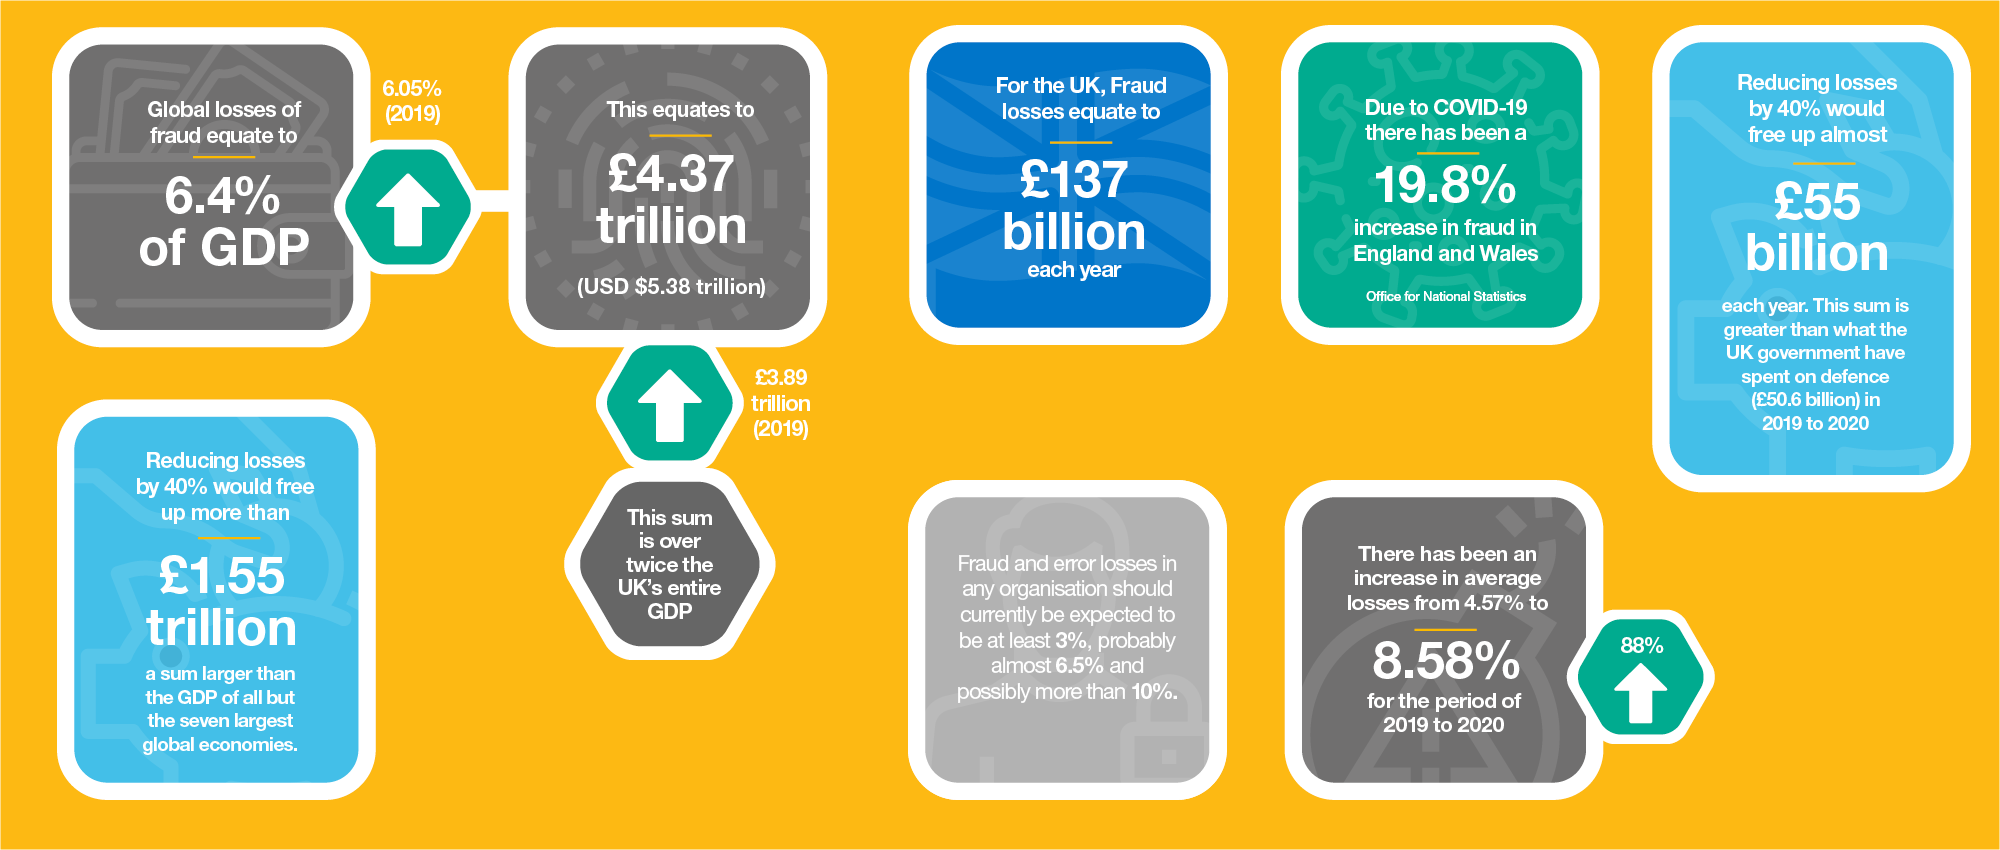 Global losses of
fraud equate to
6.4%
of GDP
6.05%
(2019)
This equates to
£4.37
trillion
(USD $5.38 trillion)
£3.89
trillion
(2019)
This sum
is over
twice the
UK's entire
GDP
Reducing losses
by 40% would free
up more than
£1.55
trillion
a sum larger than
the GDP of all but
the seven largest
global economies.
For the UK, Fraud
losses equate to
£137
billion
each year
Due to COVID-19
there has been a
19.8%
increase in fraud in
England and Wales
Office for National Statistics
Reducing losses
by 40% would
free up almost
£55
billion
each year. This sum is
greater than what the
UK government have
spent on defence
(£50.6 billion) in
2019 to 2020
Fraud and error losses in
any organisation should
currently be expected to
be at least 3%, probably
almost 6.5% and
possibly more than 10%.
There has been an
increase in average
losses from 4.57% to
8.58%
for the period of
2019 to 2020
88%